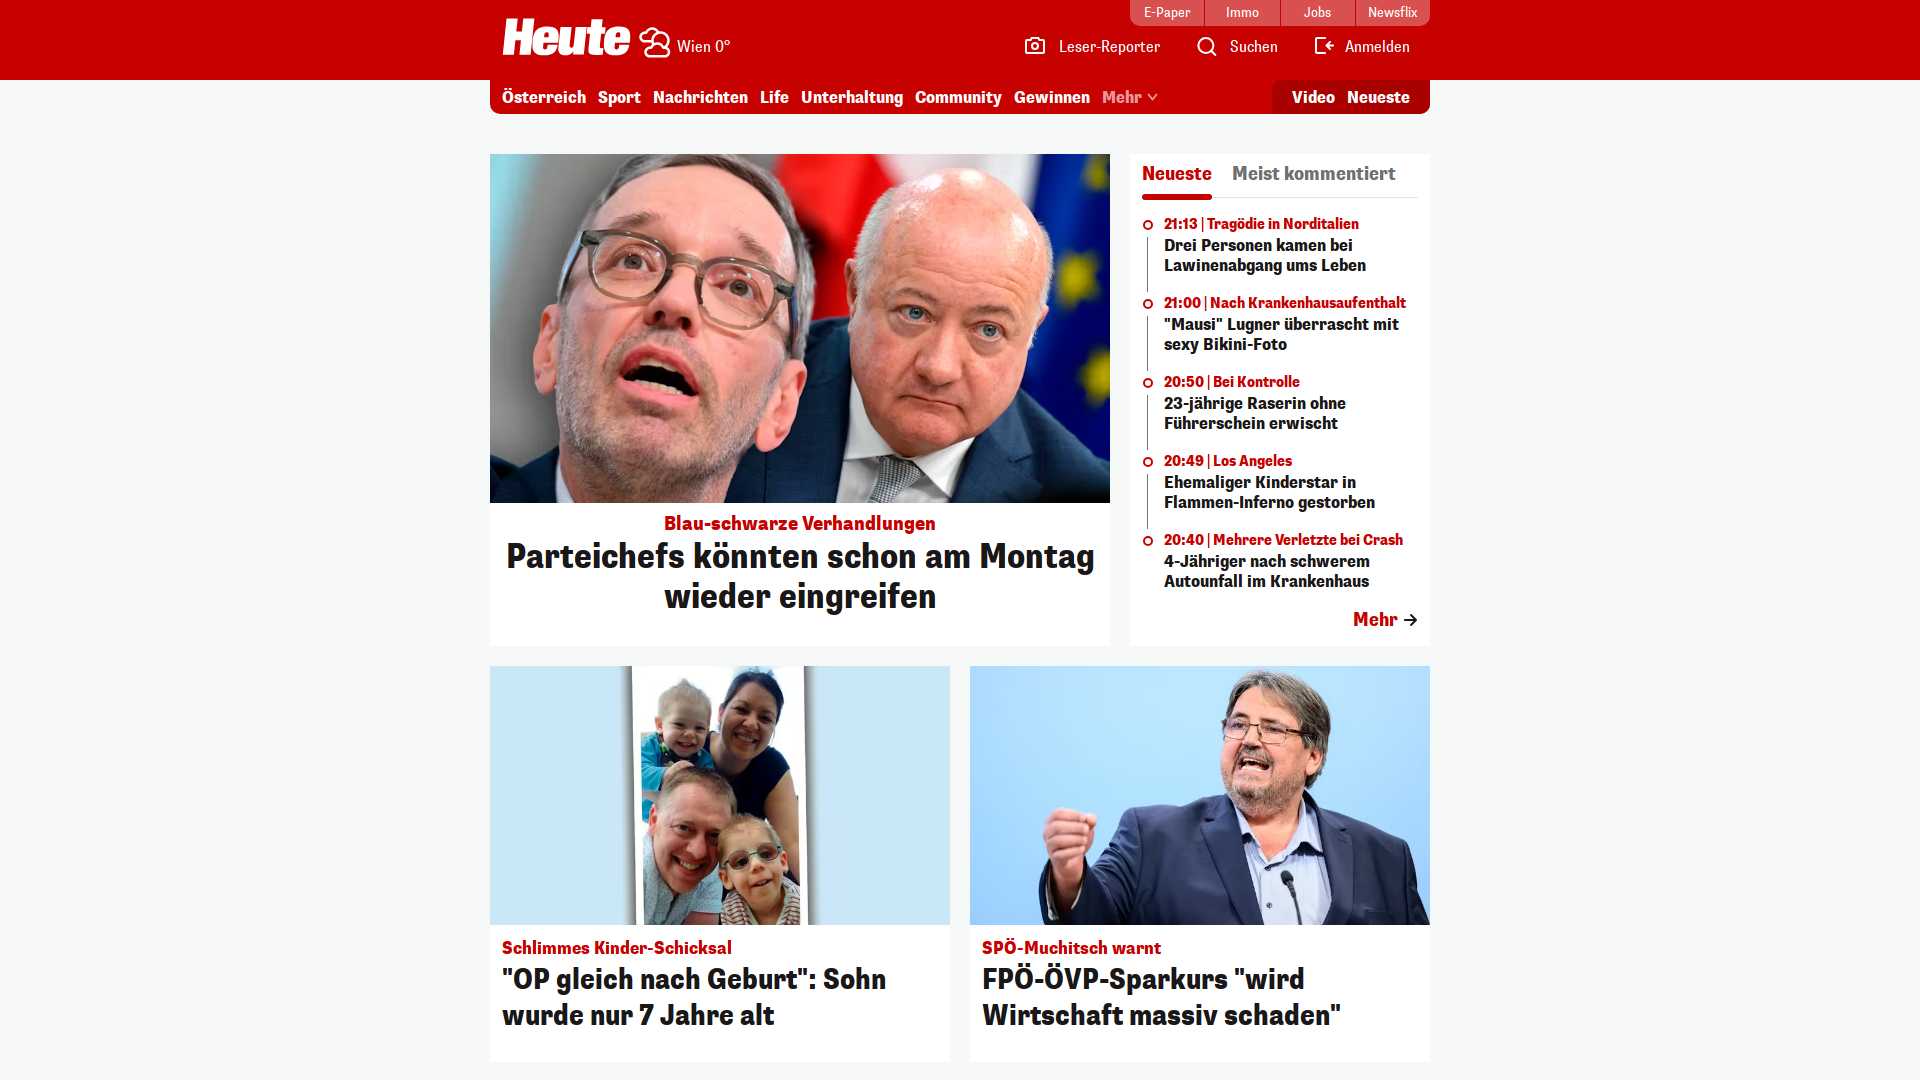 E-Paper
Immo
Jobs
Newsflix
Heute
Wien 0°
Leser-Reporter
Suchen
Anmelden
Österreich
Sport
Nachrichten
Life
Unterhaltung
Community
Gewinnen
Mehr
Video
Neueste
Blau-schwarze Verhandlungen
Parteichefs könnten schon am Montag
wieder eingreifen
Neueste
Meist kommentiert
21:13 | Tragödie in Norditalien
Drei Personen kamen bei
Lawinenabgang ums Leben
21:00 | Nach Krankenhausaufenthalt
"Mausi" Lugner überrascht mit
sexy Bikini-Foto
20:50 | Bei Kontrolle
23-jährige Raserin ohne
Führerschein erwischt
20:49 | Los Angeles
Ehemaliger Kinderstar in
Flammen-Inferno gestorben
20:40 | Mehrere Verletzte bei Crash
4-Jähriger nach schwerem
Autounfall im Krankenhaus
Mehr
Schlimmes Kinder-Schicksal
"OP gleich nach Geburt": Sohn
wurde nur 7 Jahre alt
SPÖ-Muchitsch warnt
FPÖ-ÖVP-Sparkurs "wird
Wirtschaft massiv schaden"